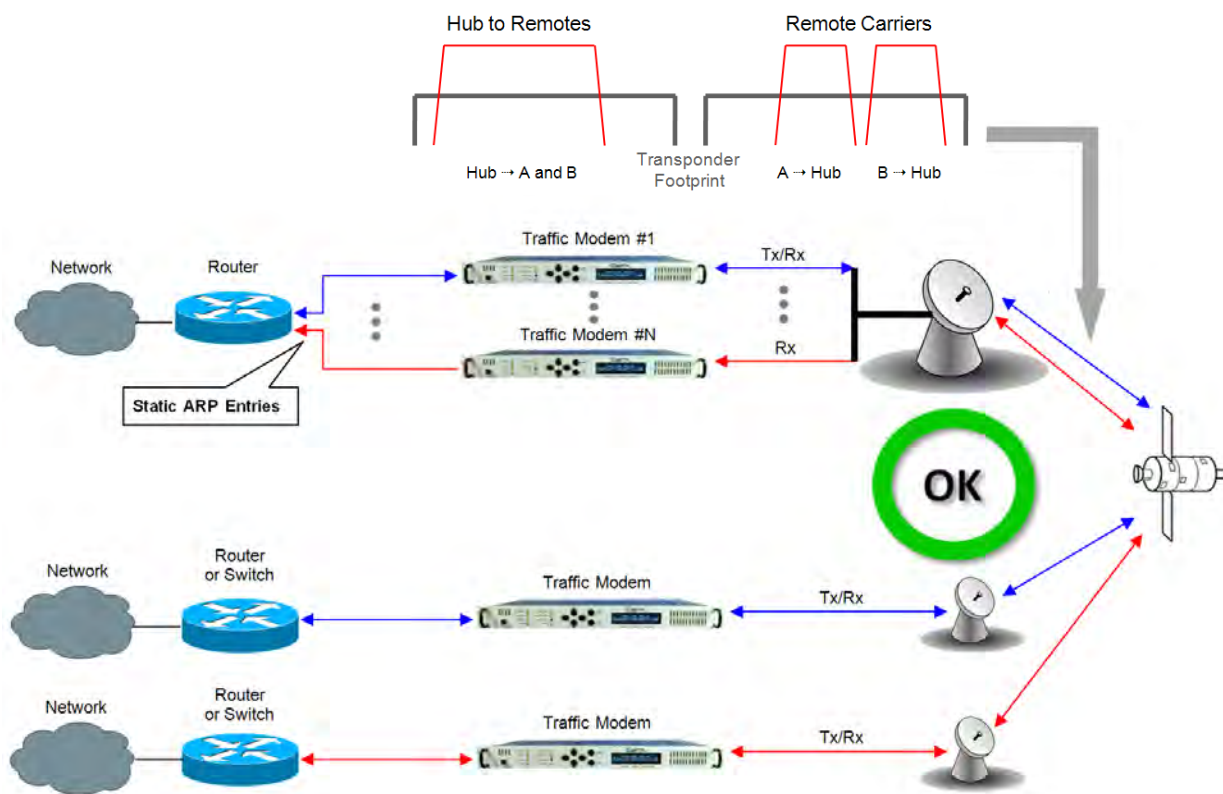 Hub to Remotes
Remote Carriers
Hub → A and B
Transponder
Footprint
A → Hub
B → Hub
Network
Router
Traffic Modem #1
Tx/Rx
Traffic Modem #N
Rx
Static ARP Entries
OK
Network
Router
or Switch
Traffic Modem
Tx/Rx
Network
Router
or Switch
Traffic Modem
Tx/Rx